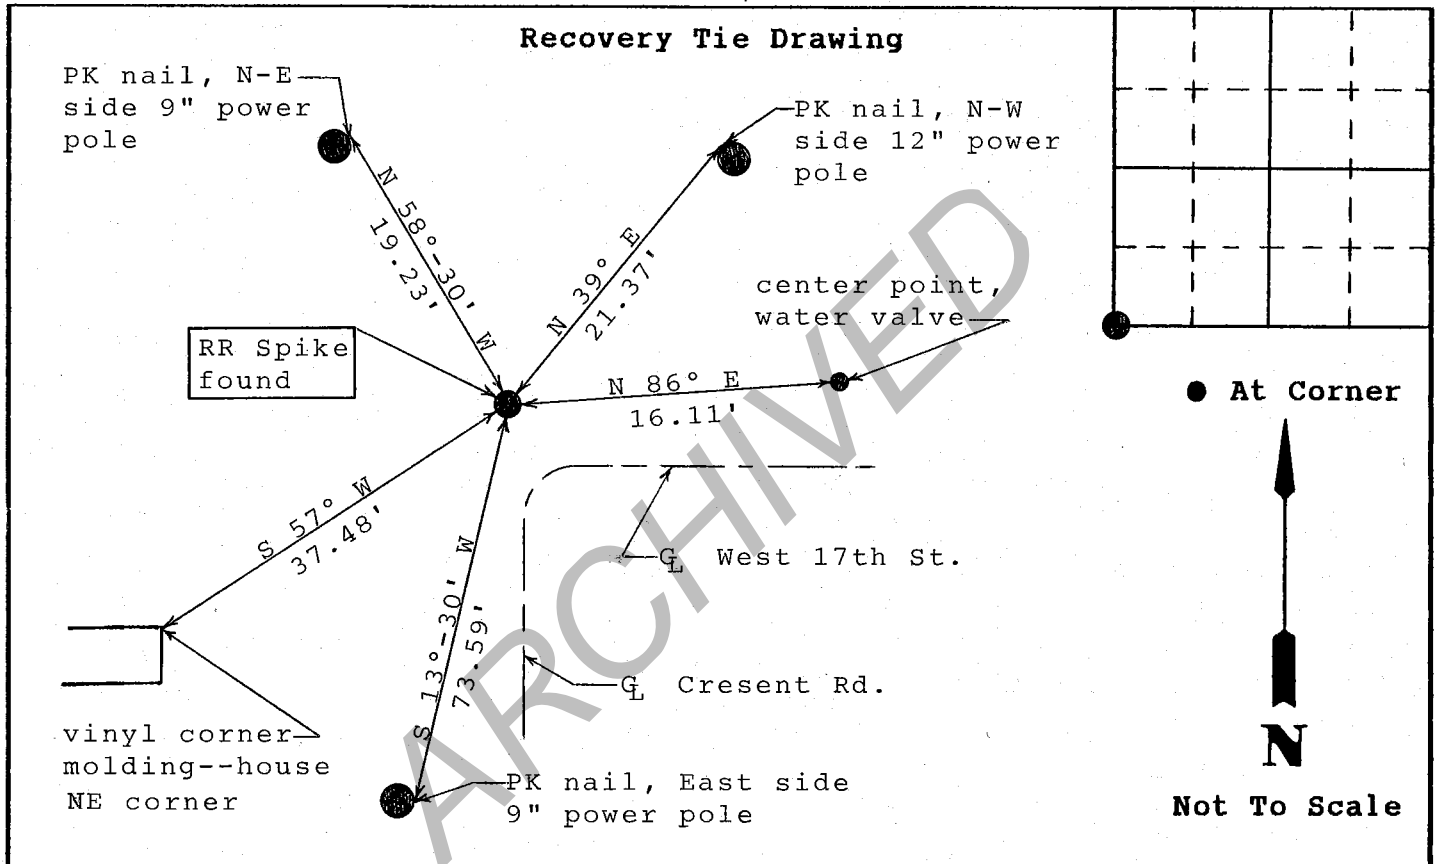 Recovery Tie Drawing
PK nail, N-E
side 9" power
pole
PK nail, N-W
side 12" power
pole
N 58°-30' W
19.23'
N 39° E
21.37'
center point,
water valve
RR Spike
found
N 86° E
16.11'
At Corner
S 57° W
37.48'
S 13°-30' W
73.59'
℄ West 17th St.
℄ Cresent Rd.
vinyl corner
molding--house
NE corner
PK nail, East side
9" power pole
N
Not To Scale
ARCHIVED